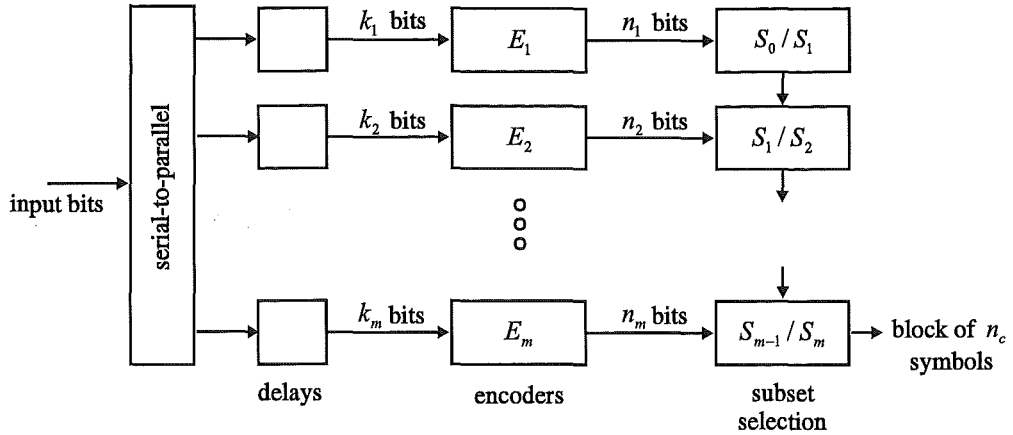 k₁ bits
n₁ bits
E₁
S₀ / S₁
k₂ bits
n₂ bits
E₂
S₁ / S₂
input bits
serial-to-parallel
kₘ bits
nₘ bits
Eₘ
Sₘ₋₁ / Sₘ
block of n_c
symbols
delays
encoders
subset
selection